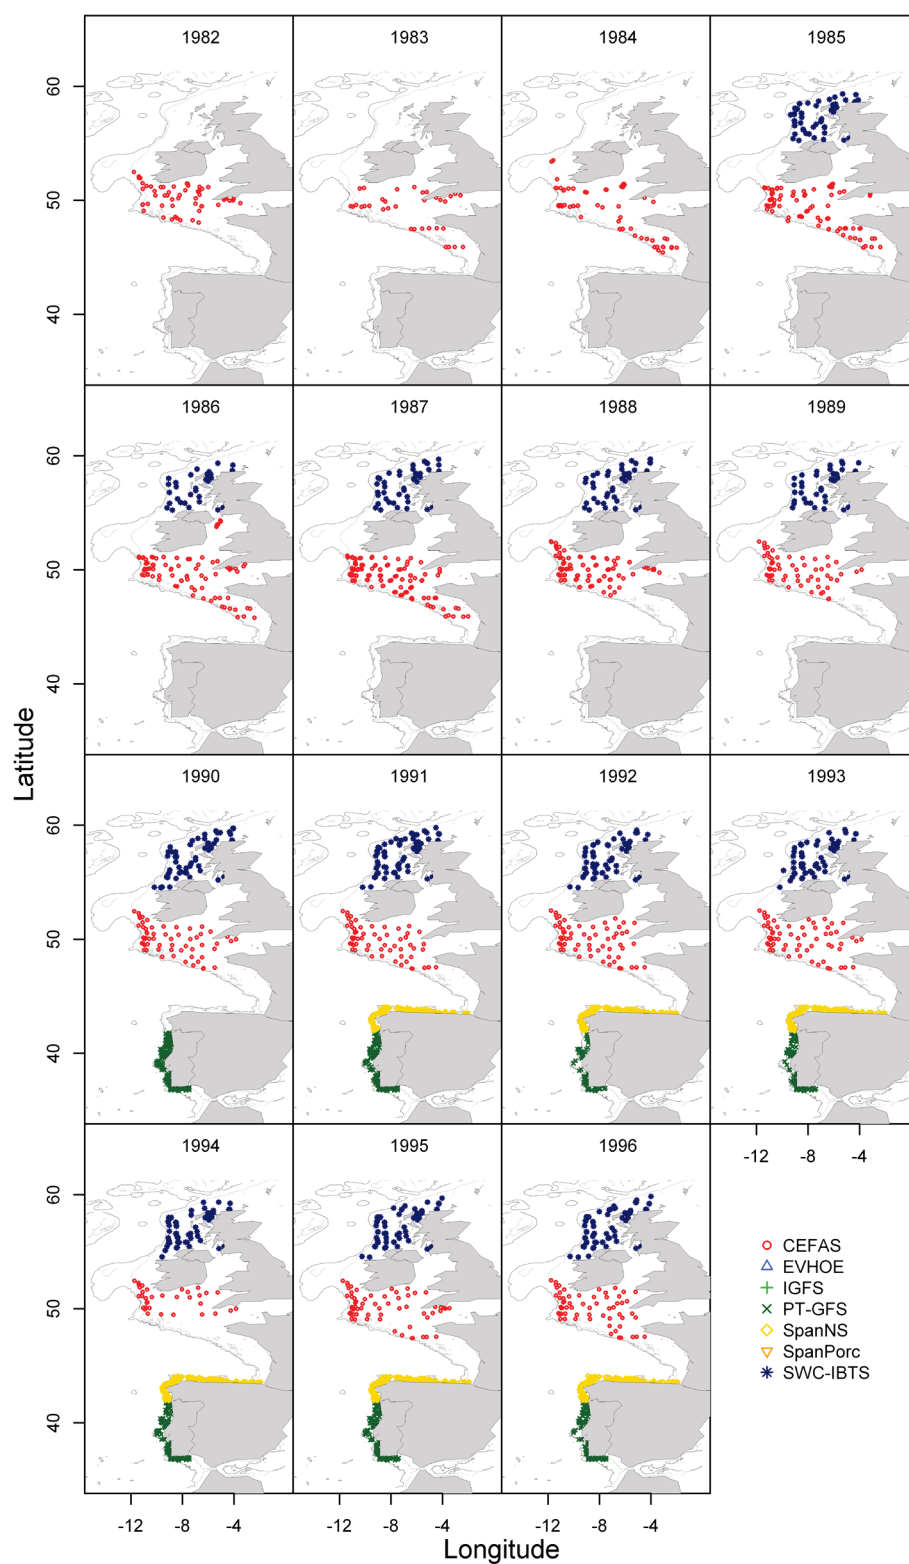 1982 1983 1984 1985
60
50
40
1986 1987 1988 1989
60
50
40
Latitude
1990 1991 1992 1993
60
50
40
-12 -8 -4
1994 1995 1996
60
50
40
CEFAS
EVHOE
IGFS
PT-GFS
SpanNS
SpanPorc
SWC-IBTS
-12 -8 -4 -12 -8 -4 -12 -8 -4
Longitude